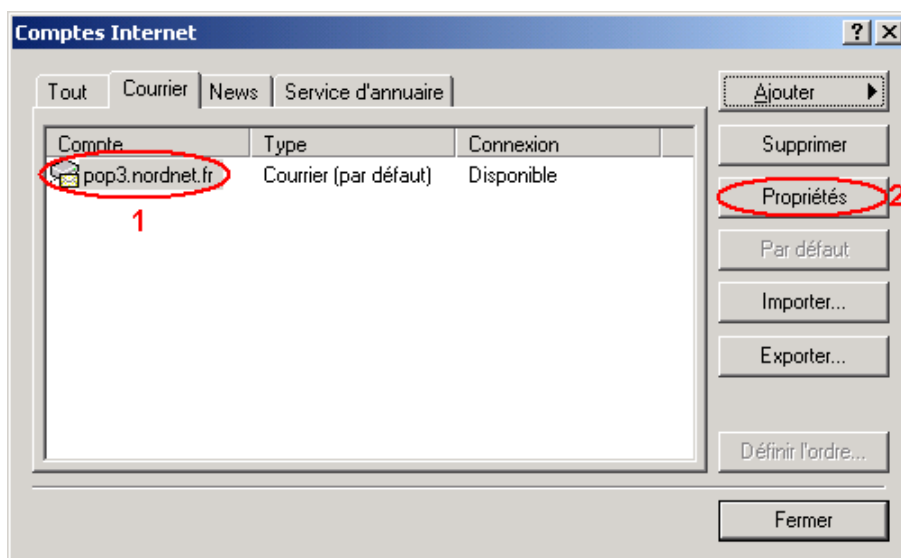 Comptes Internet
Tout Courrier News Service d'annuaire
Ajouter
Compte Type Connexion
Supprimer
pop3.nordnet.fr Courrier (par défaut) Disponible
Propriétés 2
1
Par défaut
Importer...
Exporter...
Définir l'ordre...
Fermer